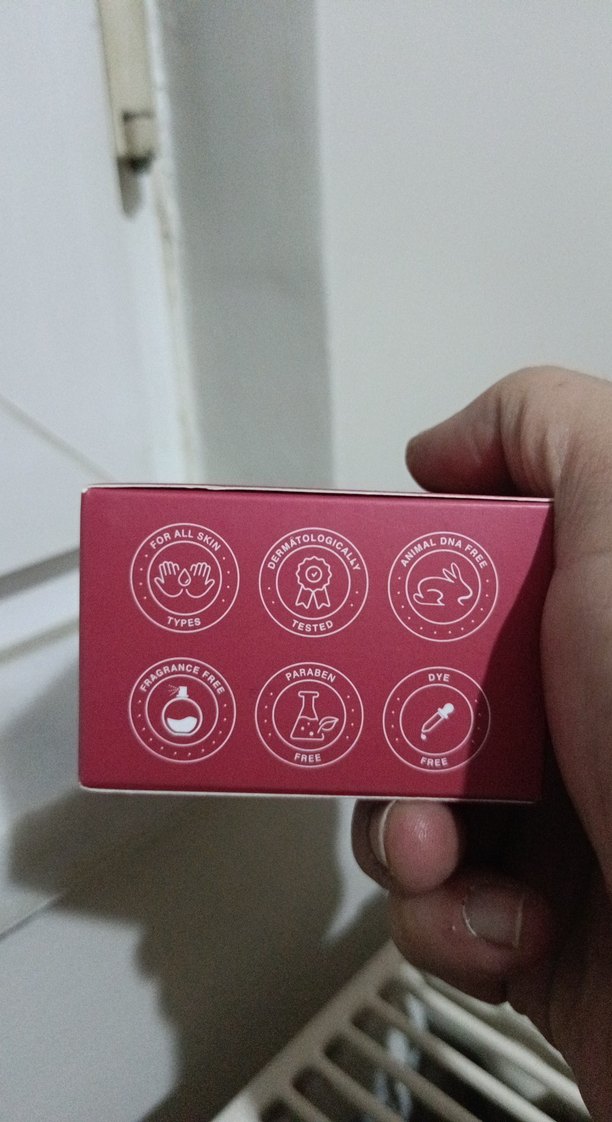 FOR ALL SKIN
TYPES
DERMATOLOGICALLY
TESTED
ANIMAL DNA FREE
FRAGRANCE FREE
PARABEN
FREE
DYE
FREE